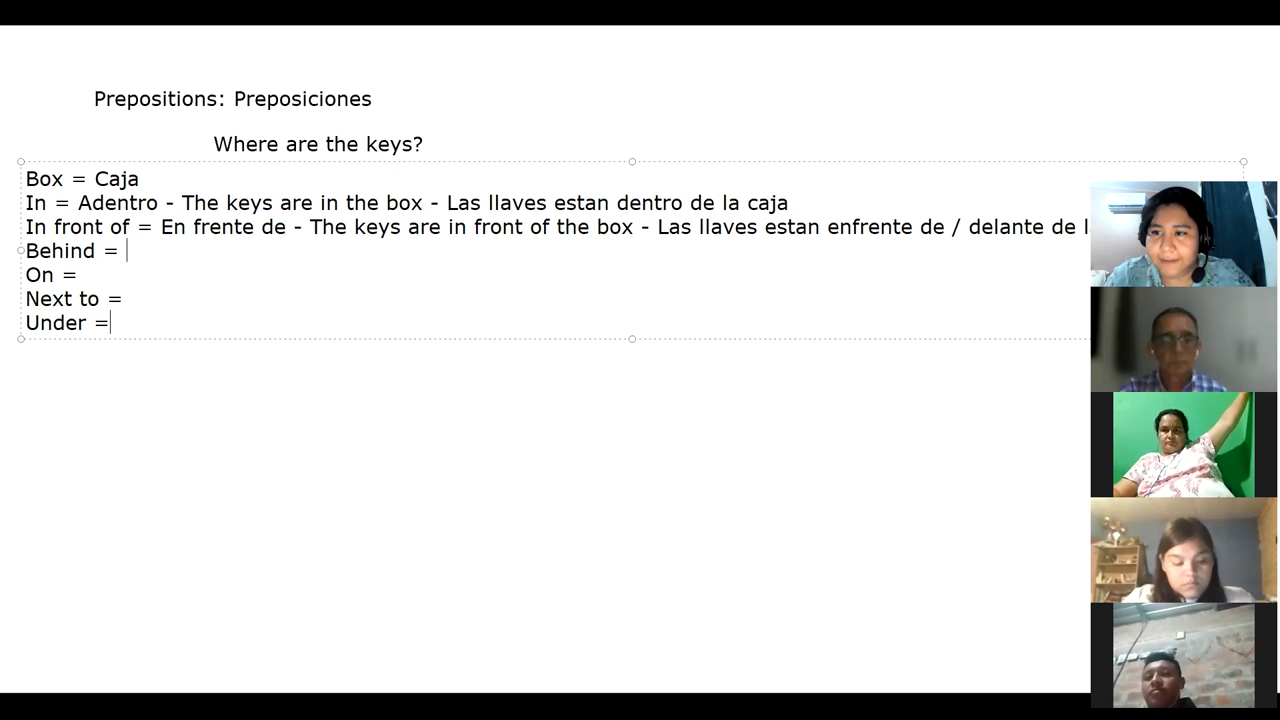 Prepositions: Preposiciones
Where are the keys?
Box = Caja
In = Adentro - The keys are in the box - Las llaves estan dentro de la caja
In front of = En frente de - The keys are in front of the box - Las llaves estan enfrente de / delante de
Behind =
On =
Next to =
Under =